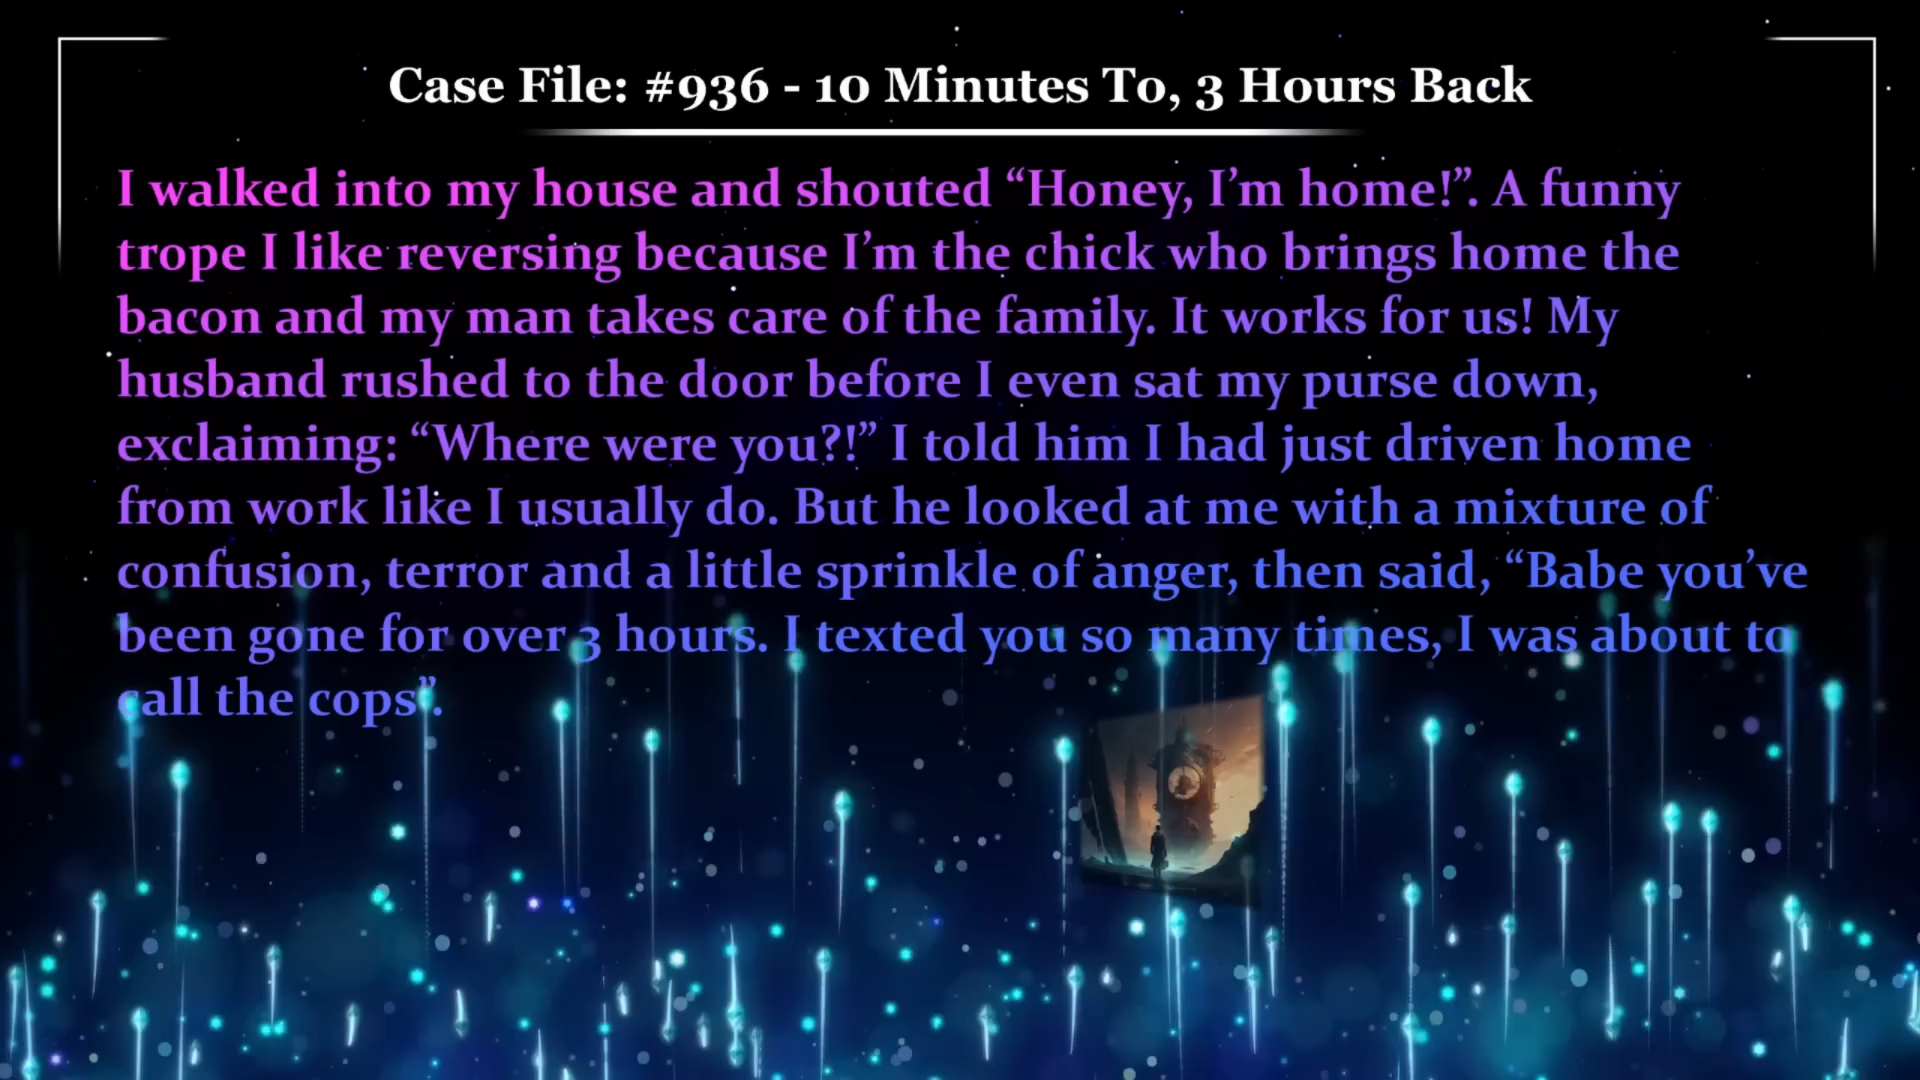 Case File: #936 - 10 Minutes To, 3 Hours Back
I walked into my house and shouted “Honey, I’m home!”. A funny
trope I like reversing because I’m the chick who brings home the
bacon and my man takes care of the family. It works for us! My
husband rushed to the door before I even sat my purse down,
exclaiming: “Where were you?!” I told him I had just driven home
from work like I usually do. But he looked at me with a mixture of
confusion, terror and a little sprinkle of anger, then said, “Babe you’ve
been gone for over 3 hours. I texted you so many times, I was about to
call the cops”.